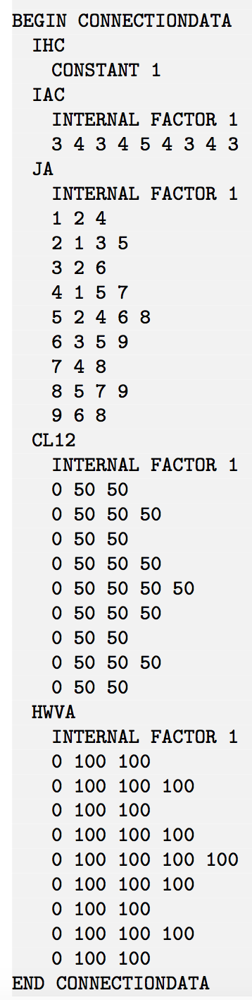 BEGIN CONNECTIONDATA
  IHC
    CONSTANT 1
  IAC
    INTERNAL FACTOR 1
    3 4 3 4 5 4 3 4 3
  JA
    INTERNAL FACTOR 1
    1 2 4
    2 1 3 5
    3 2 6
    4 1 5 7
    5 2 4 6 8
    6 3 5 9
    7 4 8
    8 5 7 9
    9 6 8
  CL12
    INTERNAL FACTOR 1
    0 50 50
    0 50 50 50
    0 50 50
    0 50 50 50
    0 50 50 50 50
    0 50 50 50
    0 50 50
    0 50 50 50
    0 50 50
  HWVA
    INTERNAL FACTOR 1
    0 100 100
    0 100 100 100
    0 100 100
    0 100 100 100
    0 100 100 100 100
    0 100 100 100
    0 100 100
    0 100 100 100
    0 100 100
END CONNECTIONDATA